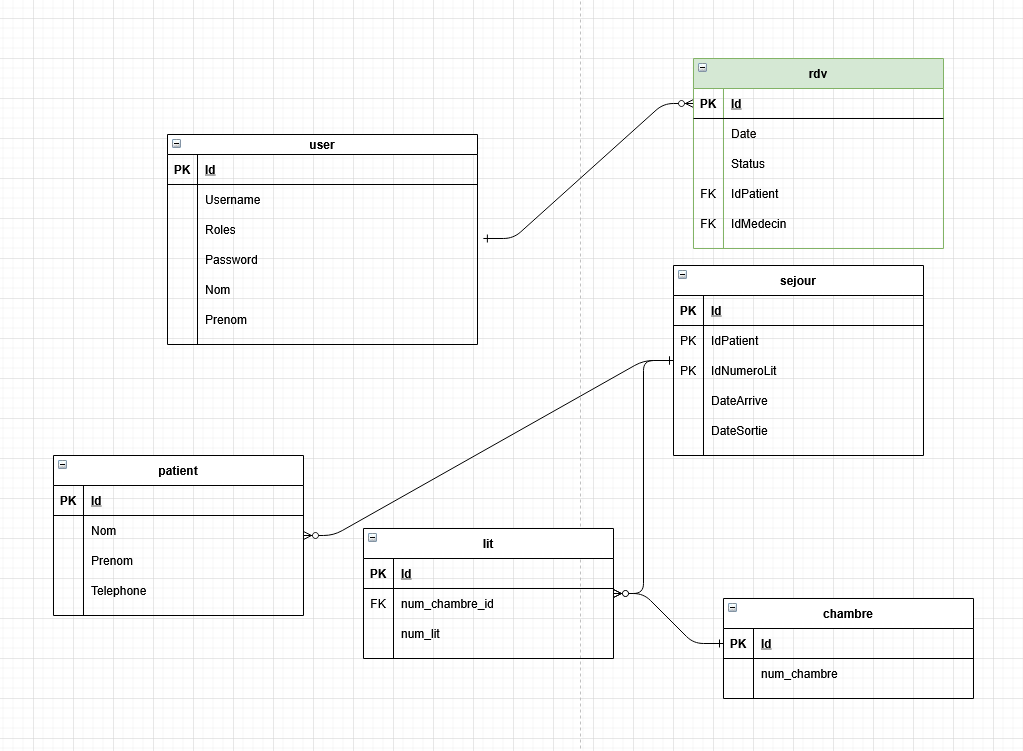 user
PK Id
Username
Roles
Password
Nom
Prenom
rdv
PK Id
Date
Status
FK IdPatient
FK IdMedecin
sejour
PK Id
PK IdPatient
PK IdNumeroLit
DateArrive
DateSortie
patient
PK Id
Nom
Prenom
Telephone
lit
PK Id
FK num_chambre_id
num_lit
chambre
PK Id
num_chambre